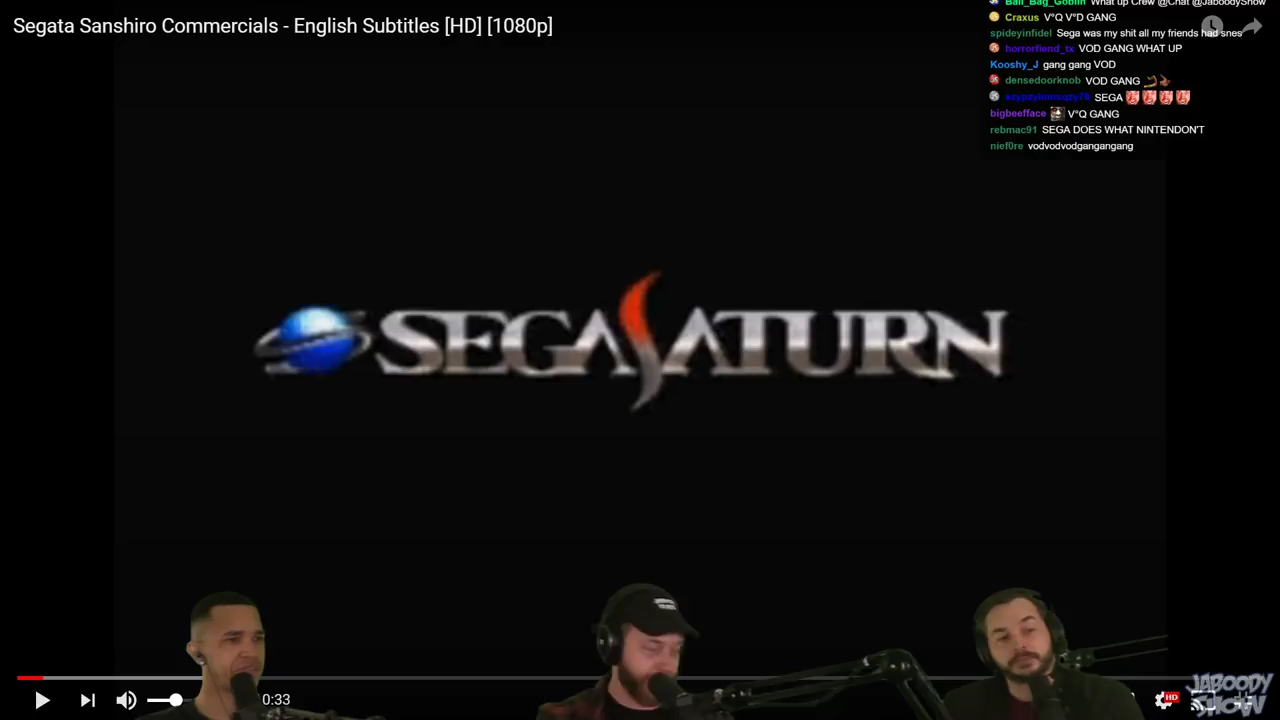 Segata Sanshiro Commercials - English Subtitles [HD] [1080p]
Ball_Bag_Goblin What up Crew @Chat @JaboodyShow
Craxus V°Q V°D GANG
spideyinfidel Sega was my shit all my friends had snes
horrorfiend_tx VOD GANG WHAT UP
Kooshy_J gang gang VOD
densedoorknob VOD GANG
SEGA
bigbeefface V°Q GANG
rebmac91 SEGA DOES WHAT NINTENDON'T
nief0re vodvodvodgangangang
SEGA SATURN
0:33
HD
JABOODY
SHOW